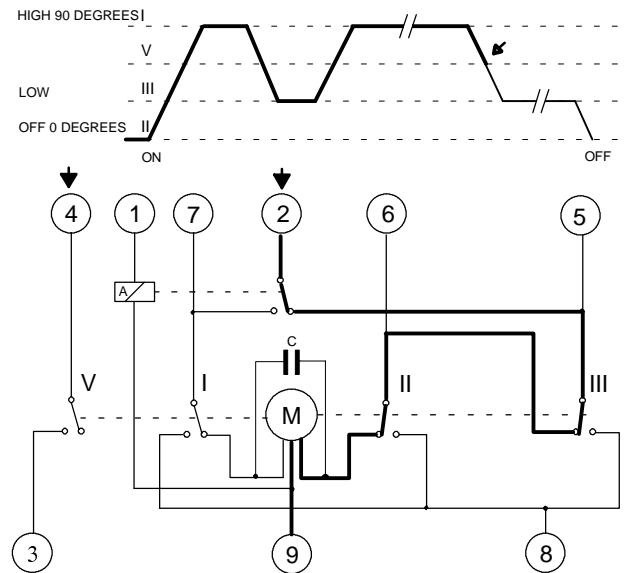 HIGH 90 DEGREES I
V
LOW III
OFF 0 DEGREES II
ON OFF
4 1 7 2 6 5
A
C
V I M II III
3 9 8